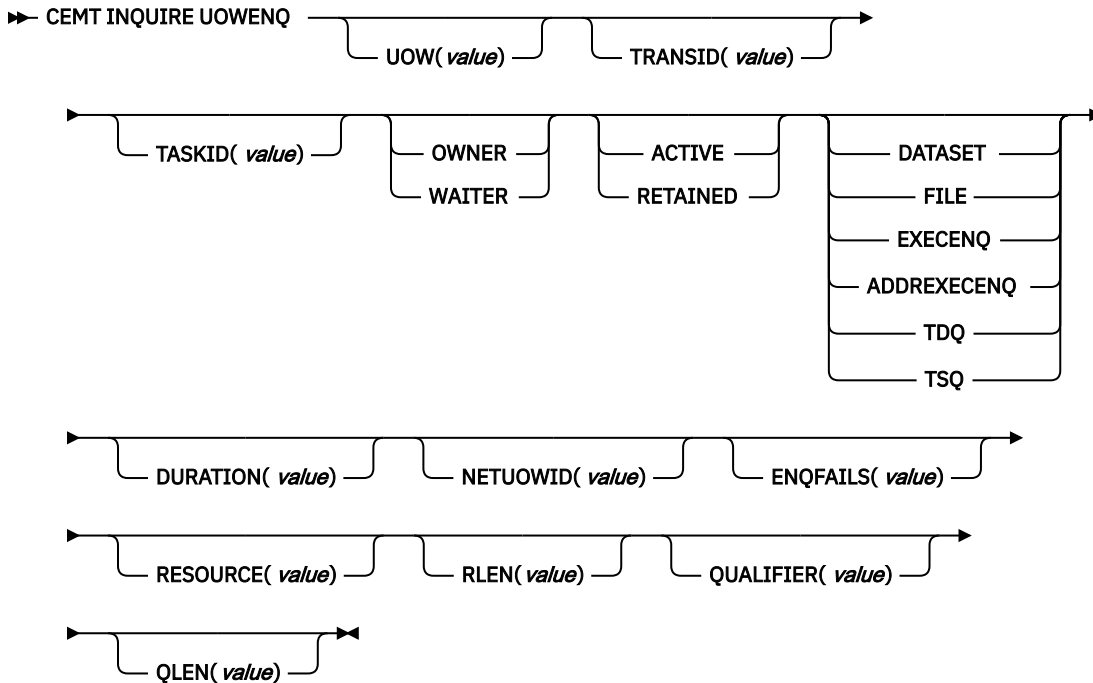 CEMT INQUIRE UOWENQ
UOW( value)
TRANSID( value)
TASKID( value)
OWNER
WAITER
ACTIVE
RETAINED
DATASET
FILE
EXECENQ
ADDREXECENQ
TDQ
TSQ
DURATION( value)
NETUOWID( value)
ENQFAILS( value)
RESOURCE( value)
RLEN(value)
QUALIFIER( value)
QLEN( value)